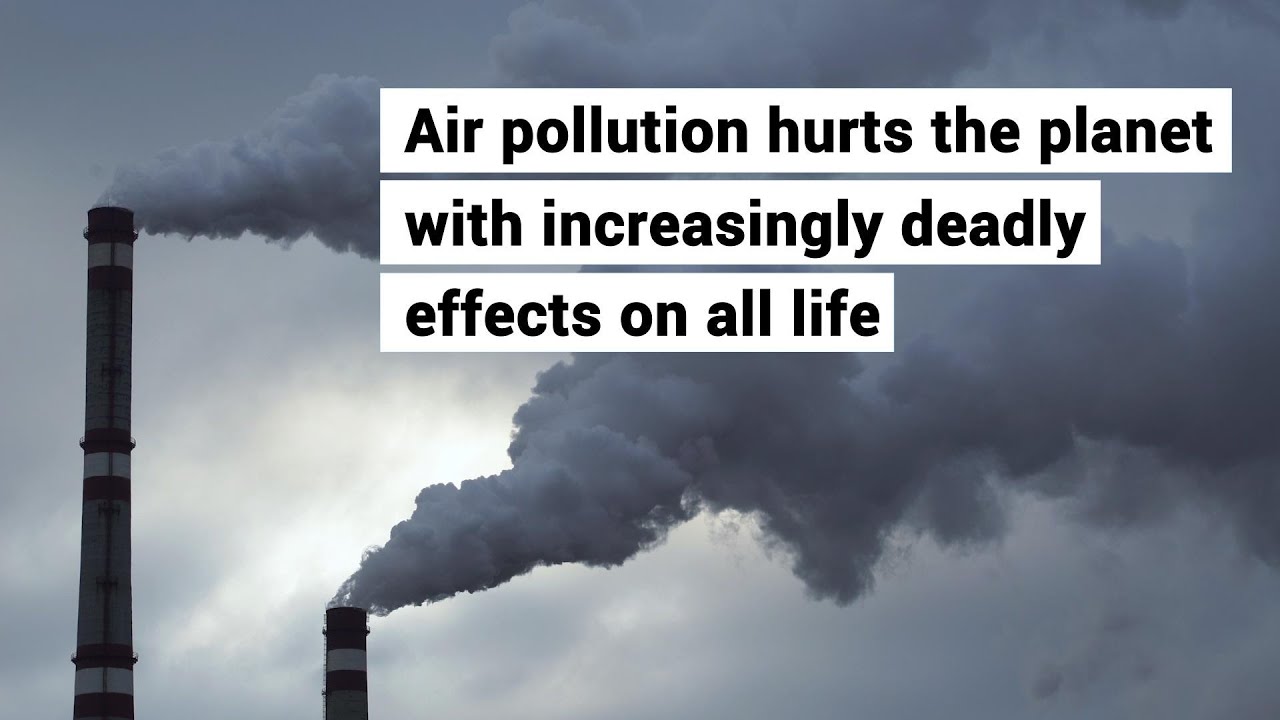 Air pollution hurts the planet
with increasingly deadly
effects on all life